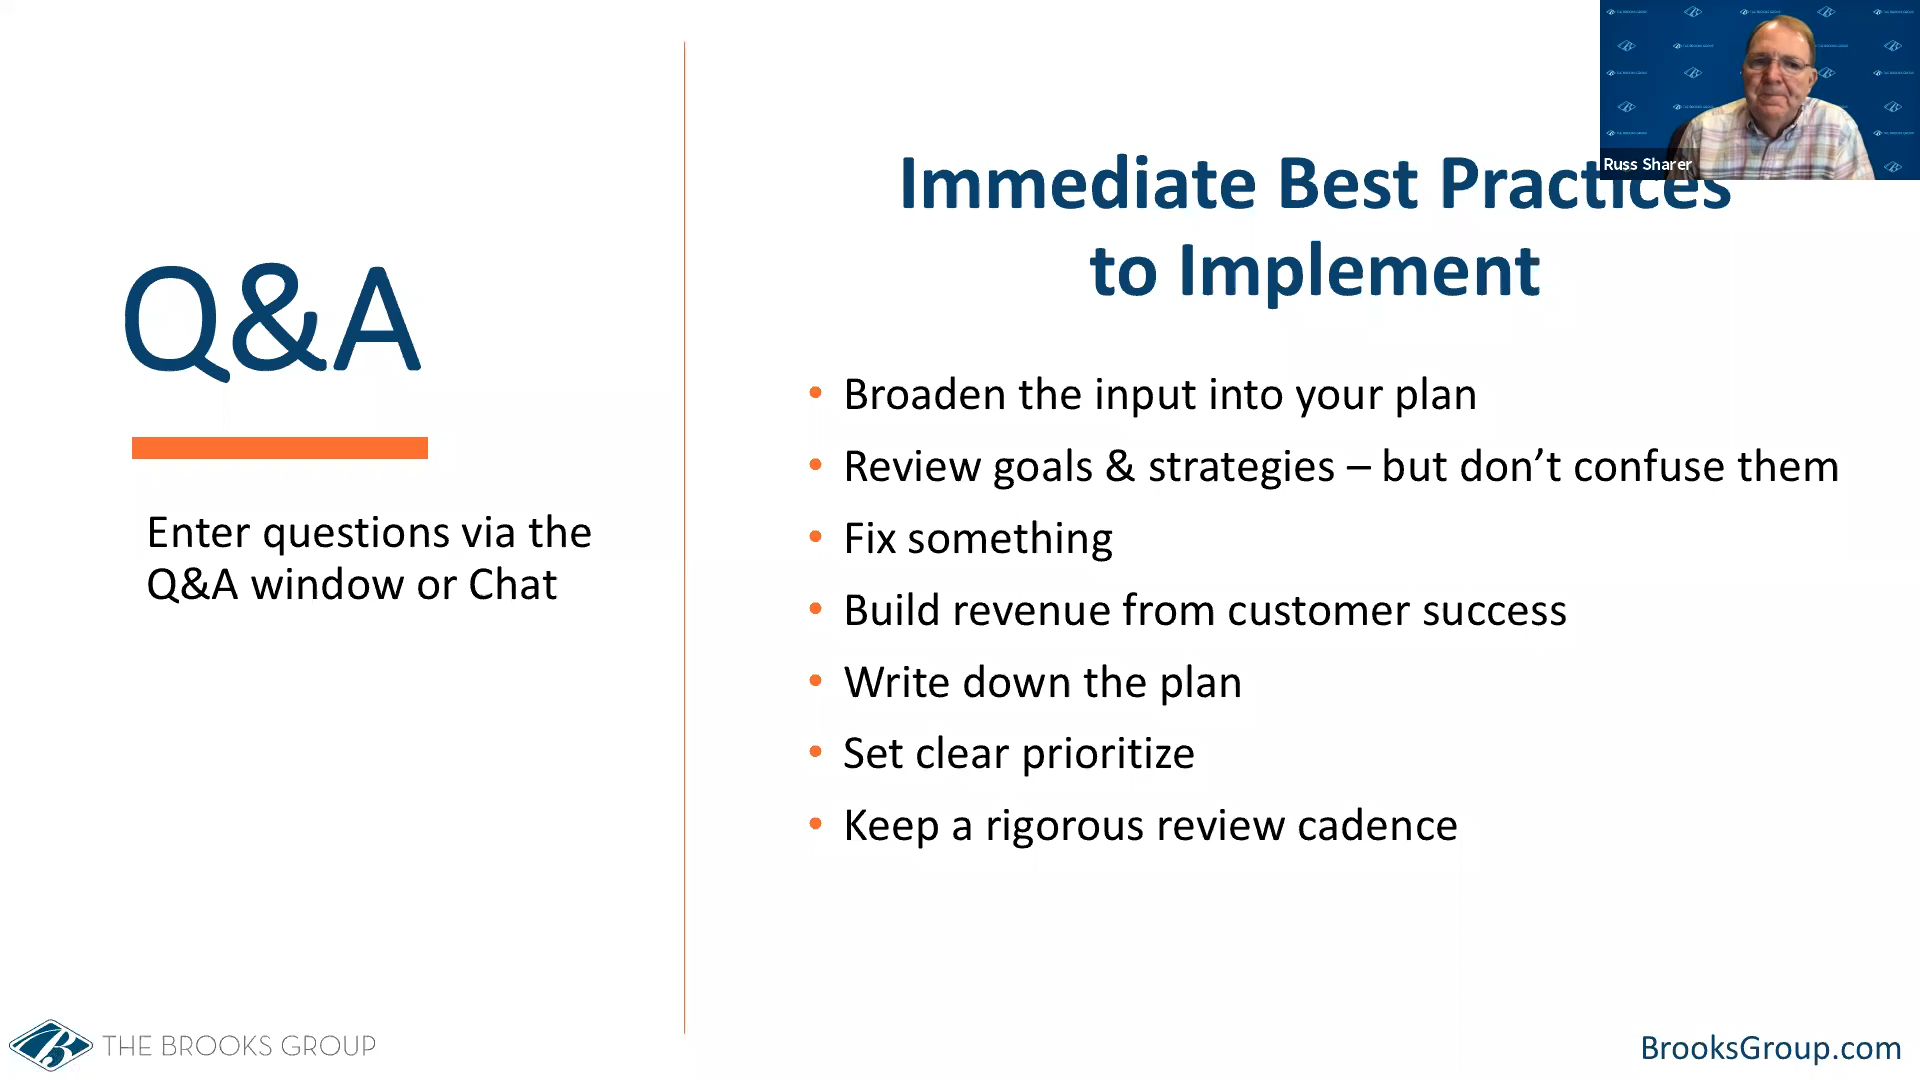 Q&A
Enter questions via the
Q&A window or Chat
Russ Sharer
Immediate Best Practices
to Implement
• Broaden the input into your plan
• Review goals & strategies – but don’t confuse them
• Fix something
• Build revenue from customer success
• Write down the plan
• Set clear prioritize
• Keep a rigorous review cadence
THE BROOKS GROUP
BrooksGroup.com